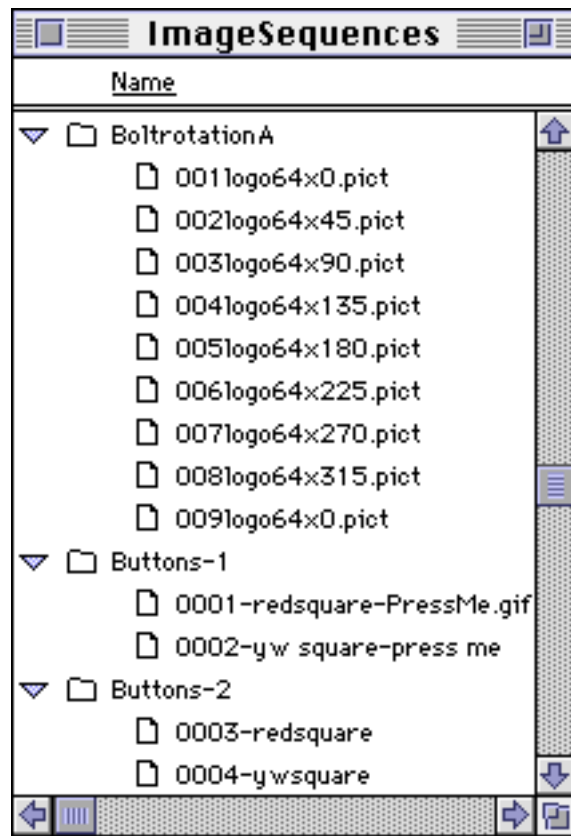 ImageSequences
Name
BoltrotationA
001logo64x0.pict
002logo64x45.pict
003logo64x90.pict
004logo64x135.pict
005logo64x180.pict
006logo64x225.pict
007logo64x270.pict
008logo64x315.pict
009logo64x0.pict
Buttons-1
0001-redsquare-PressMe.gif
0002-yw square-press me
Buttons-2
0003-redsquare
0004-ywsquare